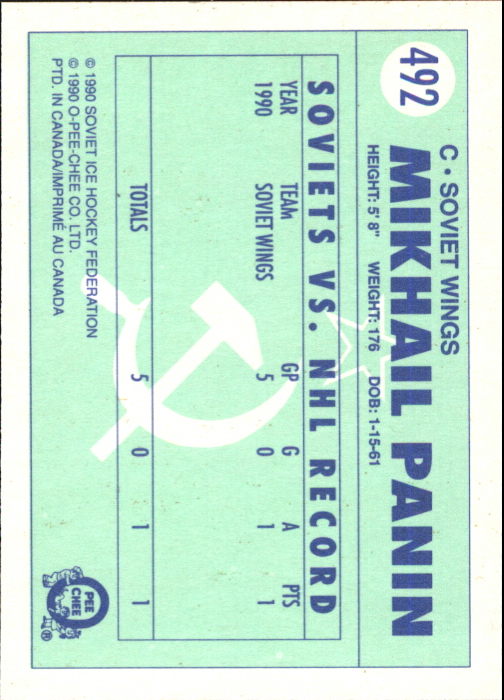 492
C • SOVIET WINGS
MIKHAIL PANIN
HEIGHT: 5' 8" WEIGHT: 176 DOB: 1-15-61
SOVIETS VS. NHL RECORD
YEAR TEAM GP G A PTS
1990 SOVIET WINGS 5 0 1 1
TOTALS 5 0 1 1
© 1990 SOVIET ICE HOCKEY FEDERATION
© 1990 O-PEE-CHEE CO. LTD.
PTD. IN CANADA/IMPRIMÉ AU CANADA
O
PEE
CHEE
®